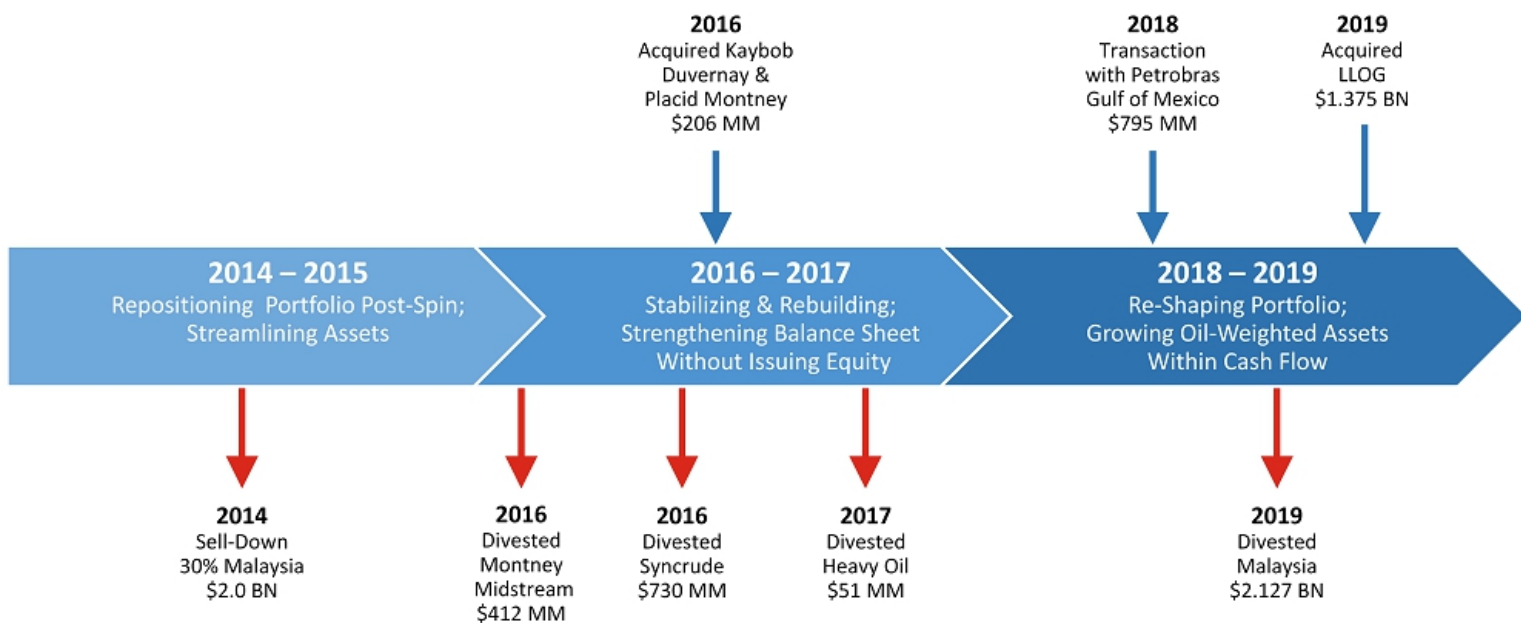 2016
Acquired Kaybob
Duvernay &
Placid Montney
$206 MM
2018
Transaction
with Petrobras
Gulf of Mexico
$795 MM
2019
Acquired
LLOG
$1.375 BN
2014 – 2015
Repositioning Portfolio Post-Spin;
Streamlining Assets
2016 – 2017
Stabilizing & Rebuilding;
Strengthening Balance Sheet
Without Issuing Equity
2018 – 2019
Re-Shaping Portfolio;
Growing Oil-Weighted Assets
Within Cash Flow
2014
Sell-Down
30% Malaysia
$2.0 BN
2016
Divested
Montney
Midstream
$412 MM
2016
Divested
Syncrude
$730 MM
2017
Divested
Heavy Oil
$51 MM
2019
Divested
Malaysia
$2.127 BN